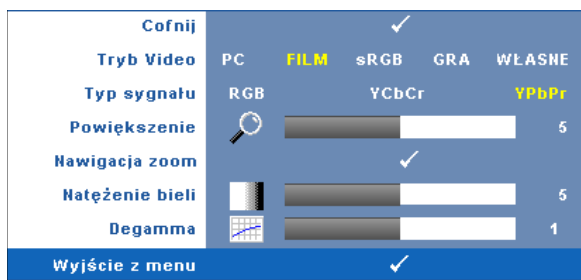 Cofnij
Tryb Video PC FILM sRGB GRA WŁASNE
Typ sygnału RGB YCbCr YPbPr
Powiększenie 5
Nawigacja zoom
Natężenie bieli 5
Degamma 1
Wyjście z menu